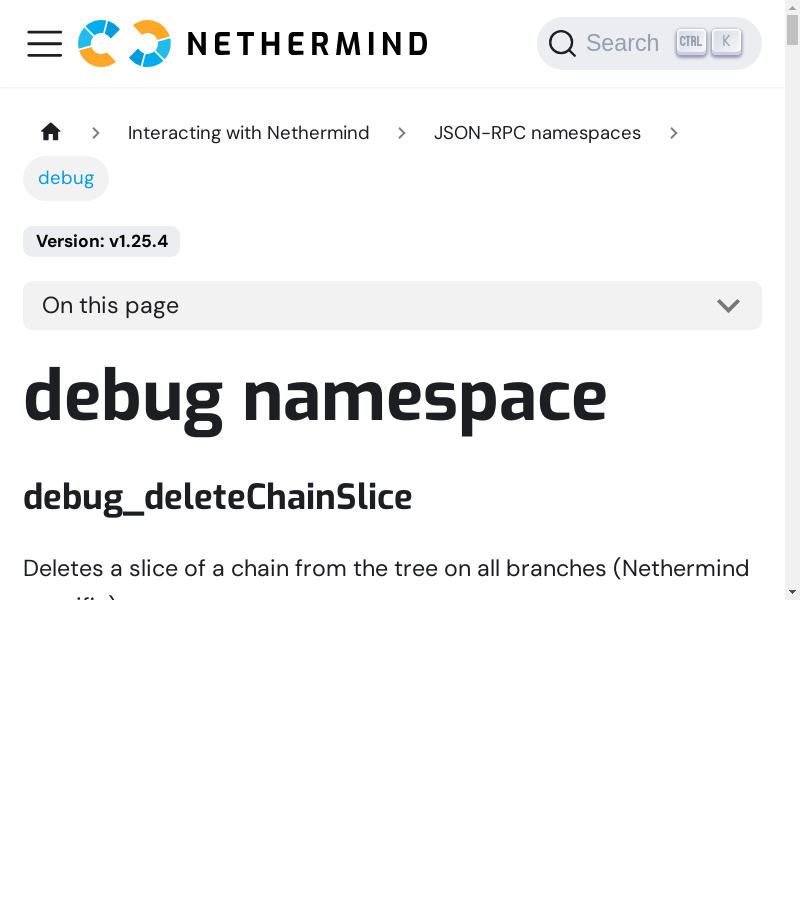 NETHERMIND
Search CTRL K
Interacting with Nethermind
JSON-RPC namespaces
debug
Version: v1.25.4
On this page
debug namespace
debug_deleteChainSlice
Deletes a slice of a chain from the tree on all branches (Nethermind